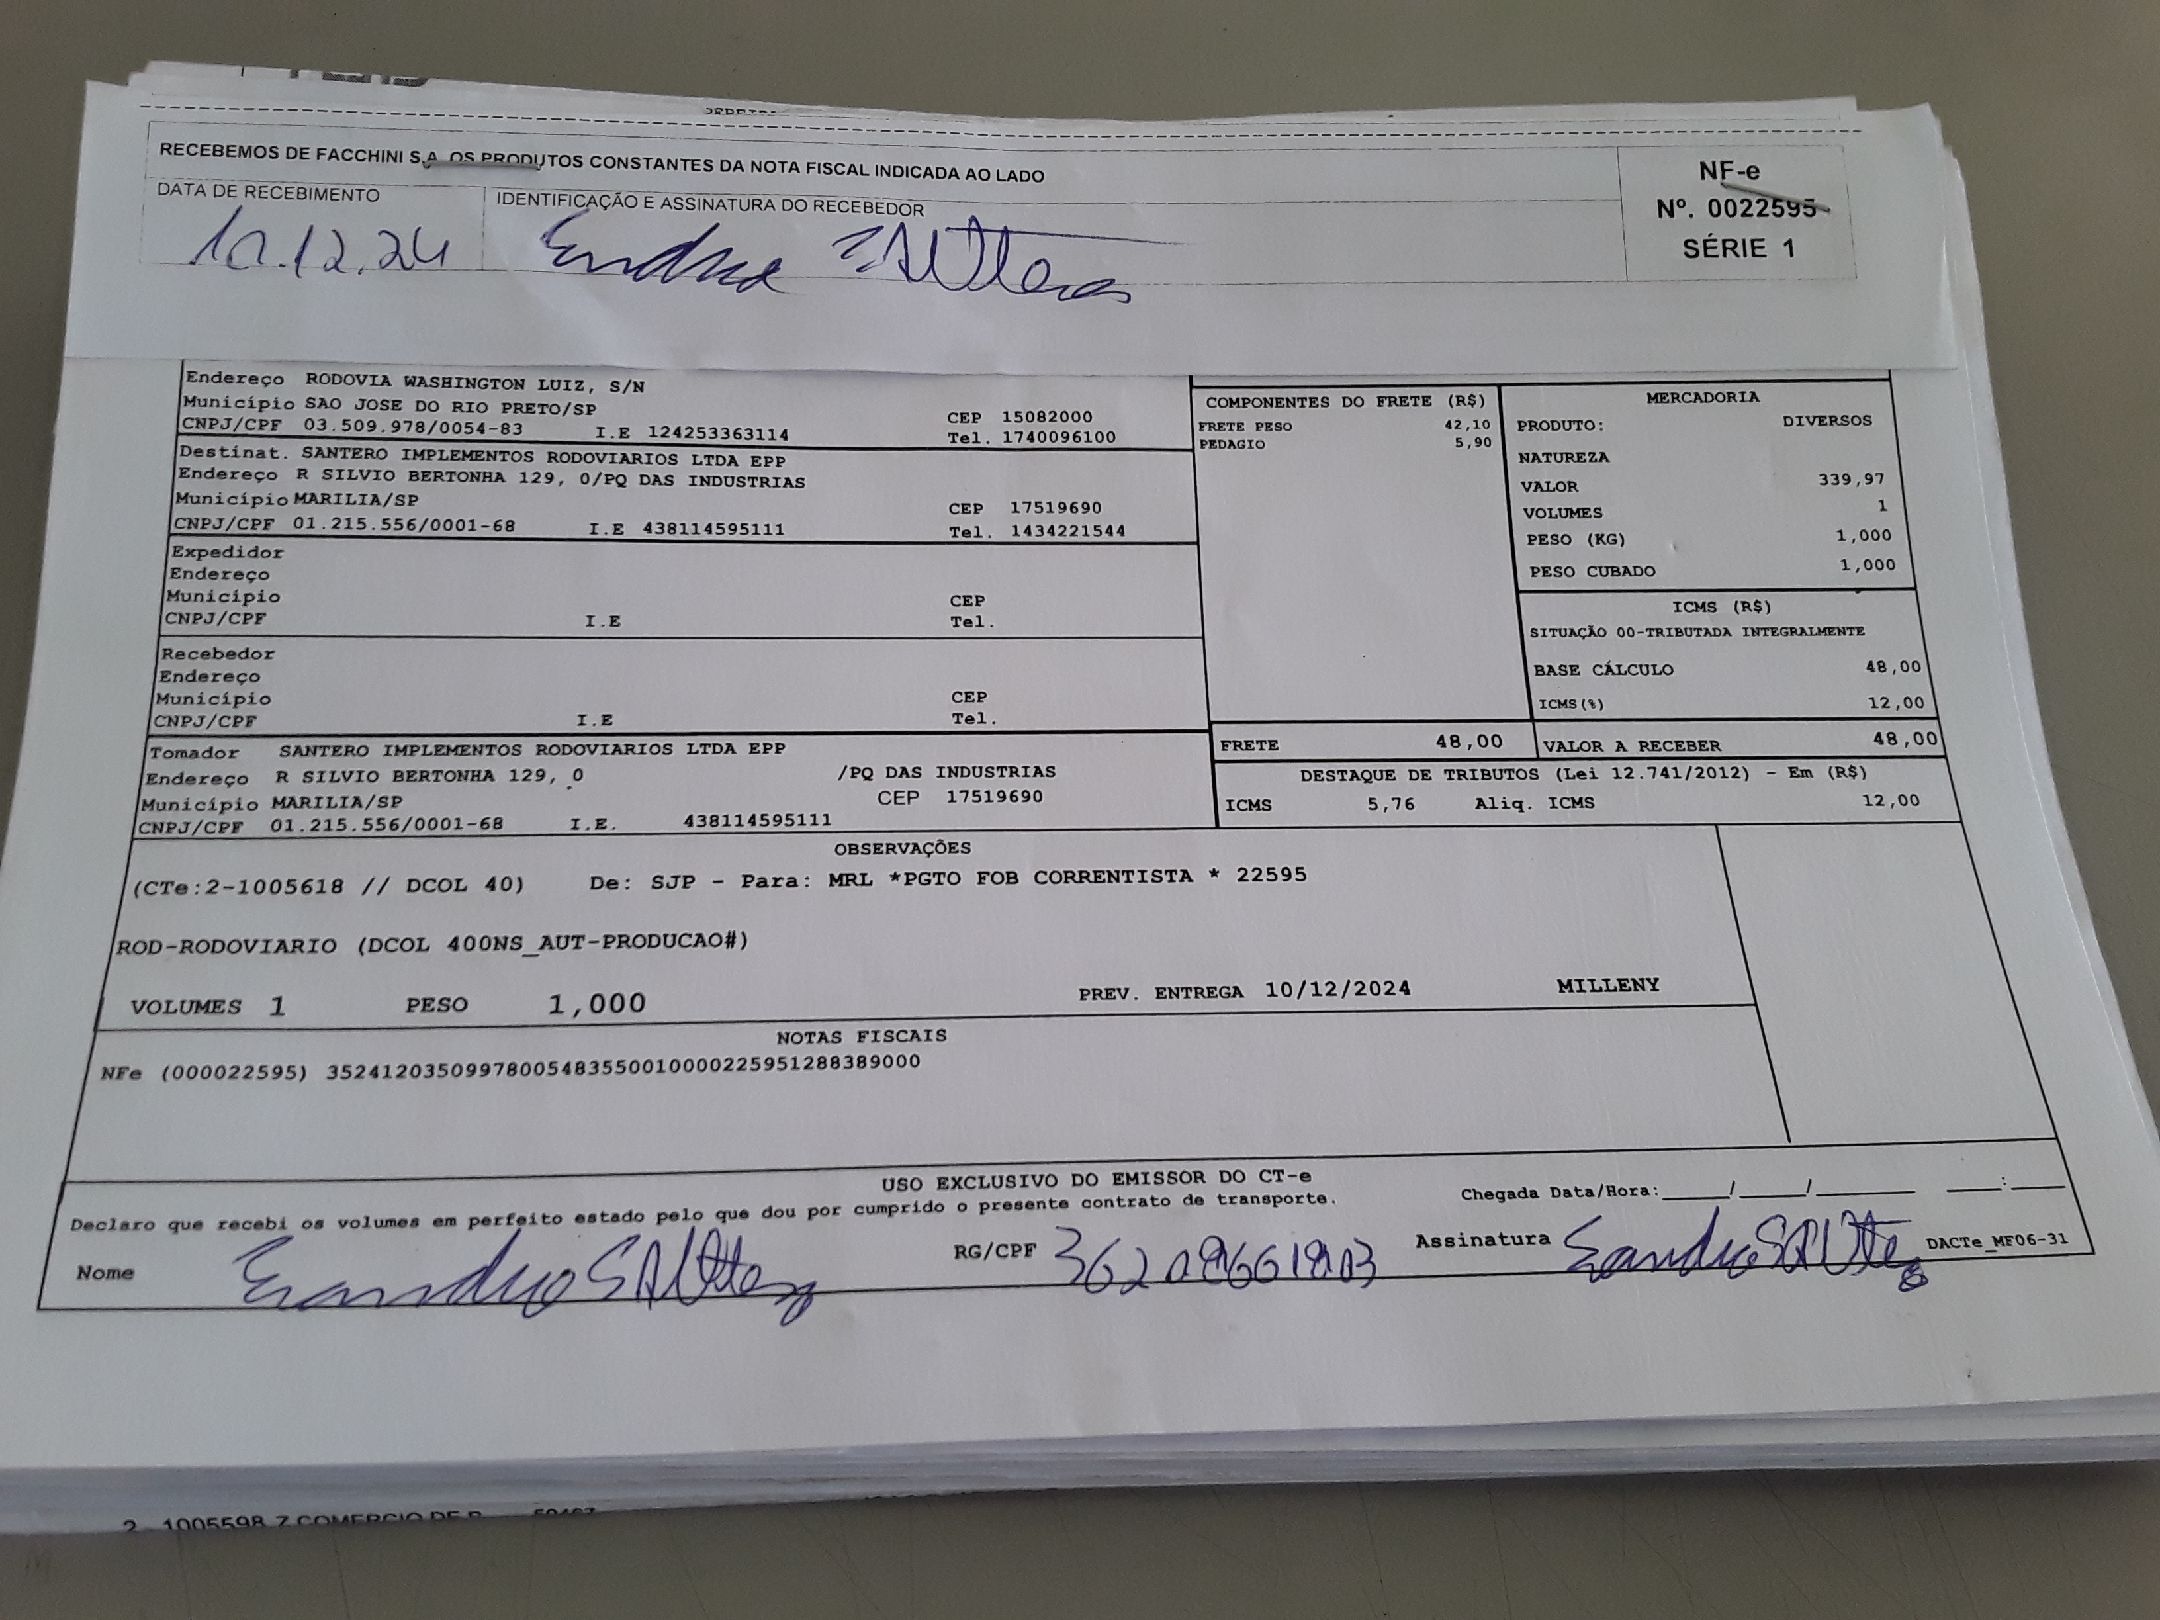 RECEBEMOS DE FACCHINI S.A. OS PRODUTOS CONSTANTES DA NOTA FISCAL INDICADA AO LADO
DATA DE RECEBIMENTO IDENTIFICAÇÃO E ASSINATURA DO RECEBEDOR
NF-e
Nº. 0022595
SÉRIE 1
10.12.24
Endereço RODOVIA WASHINGTON LUIZ, S/N
Município SAO JOSE DO RIO PRETO/SP CEP 15082000
CNPJ/CPF 03.509.978/0054-83 I.E 124253363114 Tel. 1740096100
Destinat. SANTERO IMPLEMENTOS RODOVIARIOS LTDA EPP
Endereço R SILVIO BERTONHA 129, 0/PQ DAS INDUSTRIAS
Município MARILIA/SP CEP 17519690
CNPJ/CPF 01.215.556/0001-68 I.E 438114595111 Tel. 1434221544
Expedidor
Endereço
Município CEP
CNPJ/CPF I.E Tel.
Recebedor
Endereço
Município CEP
CNPJ/CPF I.E Tel.
Tomador SANTERO IMPLEMENTOS RODOVIARIOS LTDA EPP
Endereço R SILVIO BERTONHA 129, 0 /PQ DAS INDUSTRIAS
Município MARILIA/SP CEP 17519690
CNPJ/CPF 01.215.556/0001-68 I.E. 438114595111
COMPONENTES DO FRETE (R$)
FRETE PESO 42,10
PEDAGIO 5,90
MERCADORIA
PRODUTO: DIVERSOS
NATUREZA
VALOR 339,97
VOLUMES 1
PESO (KG) 1,000
PESO CUBADO 1,000
ICMS (R$)
SITUAÇÃO 00-TRIBUTADA INTEGRALMENTE
BASE CÁLCULO 48,00
ICMS(%) 12,00
FRETE 48,00 VALOR A RECEBER 48,00
DESTAQUE DE TRIBUTOS (Lei 12.741/2012) - Em (R$)
ICMS 5,76 Aliq. ICMS 12,00
OBSERVAÇÕES
(CTe:2-1005618 // DCOL 40) De: SJP - Para: MRL *PGTO FOB CORRENTISTA * 22595
ROD-RODOVIARIO (DCOL 400NS_AUT-PRODUCAO#)
VOLUMES 1 PESO 1,000 PREV. ENTREGA 10/12/2024 MILLENY
NOTAS FISCAIS
NFe (000022595) 35241203509978005483550010000225951288389000
USO EXCLUSIVO DO EMISSOR DO CT-e
Declaro que recebi os volumes em perfeito estado pelo que dou por cumprido o presente contrato de transporte.
Chegada Data/Hora:_____/_____/_______ ____:____
Nome RG/CPF Assinatura DACTe_MF06-31
2 - 1005598